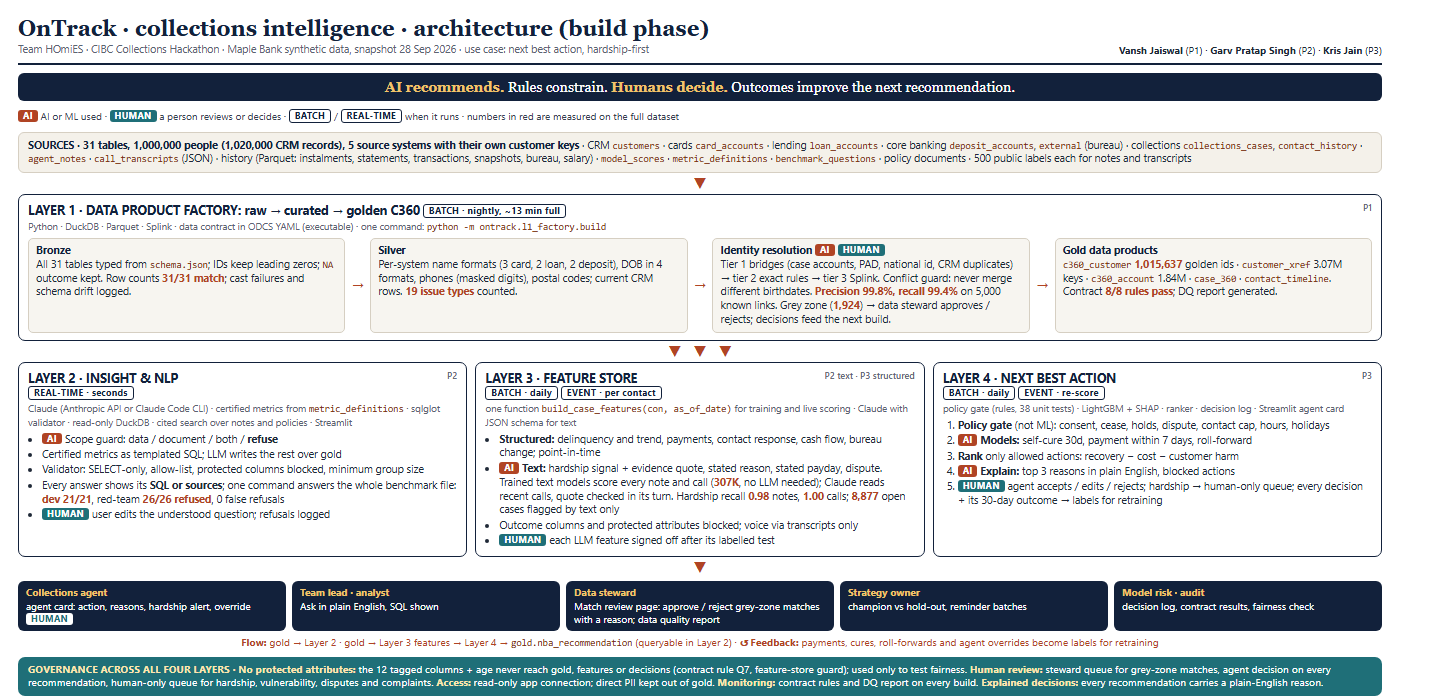 OnTrack · collections intelligence · architecture (build phase)
Team HOmiES · CIBC Collections Hackathon · Maple Bank synthetic data, snapshot 28 Sep 2026 · use case: next best action, hardship-first
Vansh Jaiswal (P1) · Garv Pratap Singh (P2) · Kris Jain (P3)
AI recommends. Rules constrain. Humans decide. Outcomes improve the next recommendation.
AI AI or ML used · HUMAN a person reviews or decides · BATCH / REAL-TIME when it runs · numbers in red are measured on the full dataset
SOURCES · 31 tables, 1,000,000 people (1,020,000 CRM records), 5 source systems with their own customer keys · CRM customers · cards card_accounts · lending loan_accounts · core banking deposit_accounts, external (bureau) · collections collections_cases, contact_history ·
agent_notes · call_transcripts (JSON) · history (Parquet: instalments, statements, transactions, snapshots, bureau, salary) · model_scores · metric_definitions · benchmark_questions · policy documents · 500 public labels each for notes and transcripts
LAYER 1 · DATA PRODUCT FACTORY: raw → curated → golden C360 BATCH · nightly, ~13 min full
P1
Python · DuckDB · Parquet · Splink · data contract in ODCS YAML (executable) · one command: python -m ontrack.l1_factory.build
Bronze
All 31 tables typed from schema.json; IDs keep leading zeros; NA
outcome kept. Row counts 31/31 match; cast failures and
schema drift logged.
→
Silver
Per-system name formats (3 card, 2 loan, 2 deposit), DOB in 4
formats, phones (masked digits), postal codes; current CRM
rows. 19 issue types counted.
→
Identity resolution AI HUMAN
Tier 1 bridges (case accounts, PAD, national id, CRM duplicates)
→ tier 2 exact rules → tier 3 Splink. Conflict guard: never merge
different birthdates. Precision 99.8%, recall 99.4% on 5,000
known links. Grey zone (1,924) → data steward approves /
rejects; decisions feed the next build.
→
Gold data products
c360_customer 1,015,637 golden ids · customer_xref 3.07M
keys · c360_account 1.84M · case_360 · contact_timeline.
Contract 8/8 rules pass; DQ report generated.
LAYER 2 · INSIGHT & NLP
P2
REAL-TIME · seconds
Claude (Anthropic API or Claude Code CLI) · certified metrics from metric_definitions · sqlglot
validator · read-only DuckDB · cited search over notes and policies · Streamlit
• AI Scope guard: data / document / both / refuse
• Certified metrics as templated SQL; LLM writes the rest over gold
• Validator: SELECT-only, allow-list, protected columns blocked, minimum group size
• Every answer shows its SQL or sources; one command answers the whole benchmark file:
dev 21/21, red-team 26/26 refused, 0 false refusals
• HUMAN user edits the understood question; refusals logged
LAYER 3 · FEATURE STORE
P2 text · P3 structured
BATCH · daily EVENT · per contact
one function build_case_features(con, as_of_date) for training and live scoring · Claude with
JSON schema for text
• Structured: delinquency and trend, payments, contact response, cash flow, bureau
change; point-in-time
• AI Text: hardship signal + evidence quote, stated reason, stated payday, dispute.
Trained text models score every note and call (307K, no LLM needed); Claude reads
recent calls, quote checked in its turn. Hardship recall 0.98 notes, 1.00 calls; 8,877 open
cases flagged by text only
• Outcome columns and protected attributes blocked; voice via transcripts only
• HUMAN each LLM feature signed off after its labelled test
LAYER 4 · NEXT BEST ACTION
P3
BATCH · daily EVENT · re-score
policy gate (rules, 38 unit tests) · LightGBM + SHAP · ranker · decision log · Streamlit agent card
1. Policy gate (not ML): consent, cease, holds, dispute, contact cap, hours, holidays
2. AI Models: self-cure 30d, payment within 7 days, roll-forward
3. Rank only allowed actions: recovery − cost − customer harm
4. AI Explain: top 3 reasons in plain English, blocked actions
5. HUMAN agent accepts / edits / rejects; hardship → human-only queue; every decision
+ its 30-day outcome → labels for retraining
Collections agent
agent card: action, reasons, hardship alert, override
HUMAN
Team lead · analyst
Ask in plain English, SQL shown
Data steward
Match review page: approve / reject grey-zone matches
with a reason; data quality report
Strategy owner
champion vs hold-out, reminder batches
Model risk · audit
decision log, contract results, fairness check
Flow: gold → Layer 2 · gold → Layer 3 features → Layer 4 → gold.nba_recommendation (queryable in Layer 2) · ↺ Feedback: payments, cures, roll-forwards and agent overrides become labels for retraining
GOVERNANCE ACROSS ALL FOUR LAYERS · No protected attributes: the 12 tagged columns + age never reach gold, features or decisions (contract rule Q7, feature-store guard); used only to test fairness. Human review: steward queue for grey-zone matches, agent decision on every
recommendation, human-only queue for hardship, vulnerability, disputes and complaints. Access: read-only app connection; direct PII kept out of gold. Monitoring: contract rules and DQ report on every build. Explained decisions: every recommendation carries a plain-English reason.